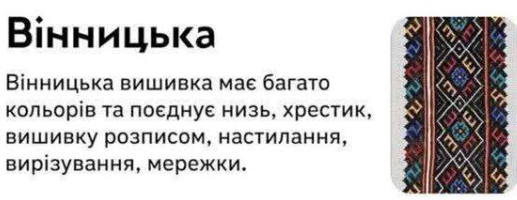 Вінницька
Вінницька вишивка має багато
кольорів та поєднує низь, хрестик,
вишивку розписом, настилання,
вирізування, мережки.